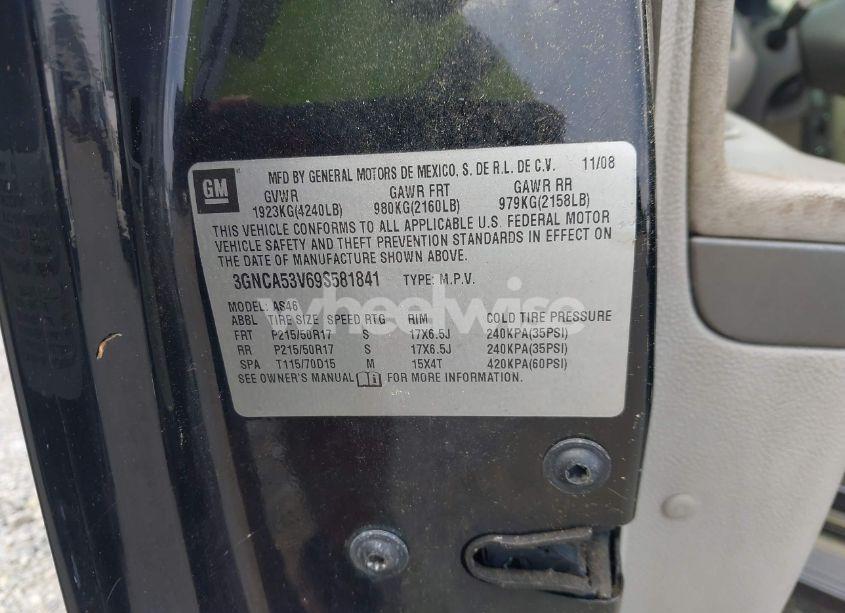 GM
MFD BY GENERAL MOTORS DE MEXICO, S. DE R.L. DE C.V. 11/08
GVWR GAWR FRT GAWR RR
1923KG(4240LB) 980KG(2160LB) 979KG(2158LB)
THIS VEHICLE CONFORMS TO ALL APPLICABLE U.S. FEDERAL MOTOR
VEHICLE SAFETY AND THEFT PREVENTION STANDARDS IN EFFECT ON
THE DATE OF MANUFACTURE SHOWN ABOVE.
3GNCA53V69S581841 TYPE: M.P.V.
wheelwise
MODEL: AS46
ABBL TIRE SIZE SPEED RTG RIM COLD TIRE PRESSURE
FRT P215/50R17 S 17X6.5J 240KPA(35PSI)
RR P215/50R17 S 17X6.5J 240KPA(35PSI)
SPA T115/70D15 M 15X4T 420KPA(60PSI)
SEE OWNER'S MANUAL FOR MORE INFORMATION.